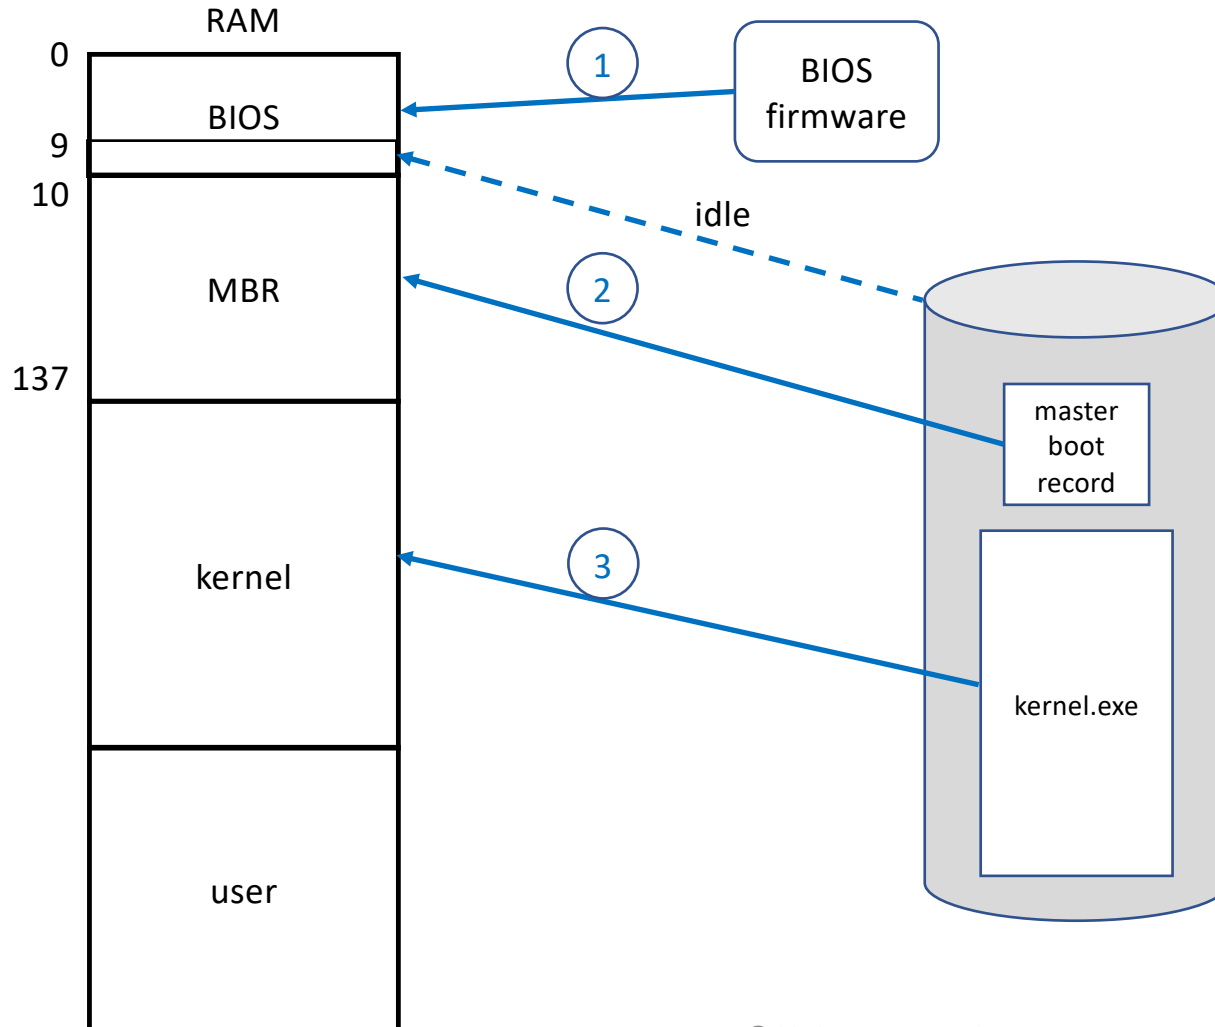 RAM
0
BIOS
9
10
MBR
137
kernel
user
1
BIOS
firmware
idle
2
master
boot
record
3
kernel.exe